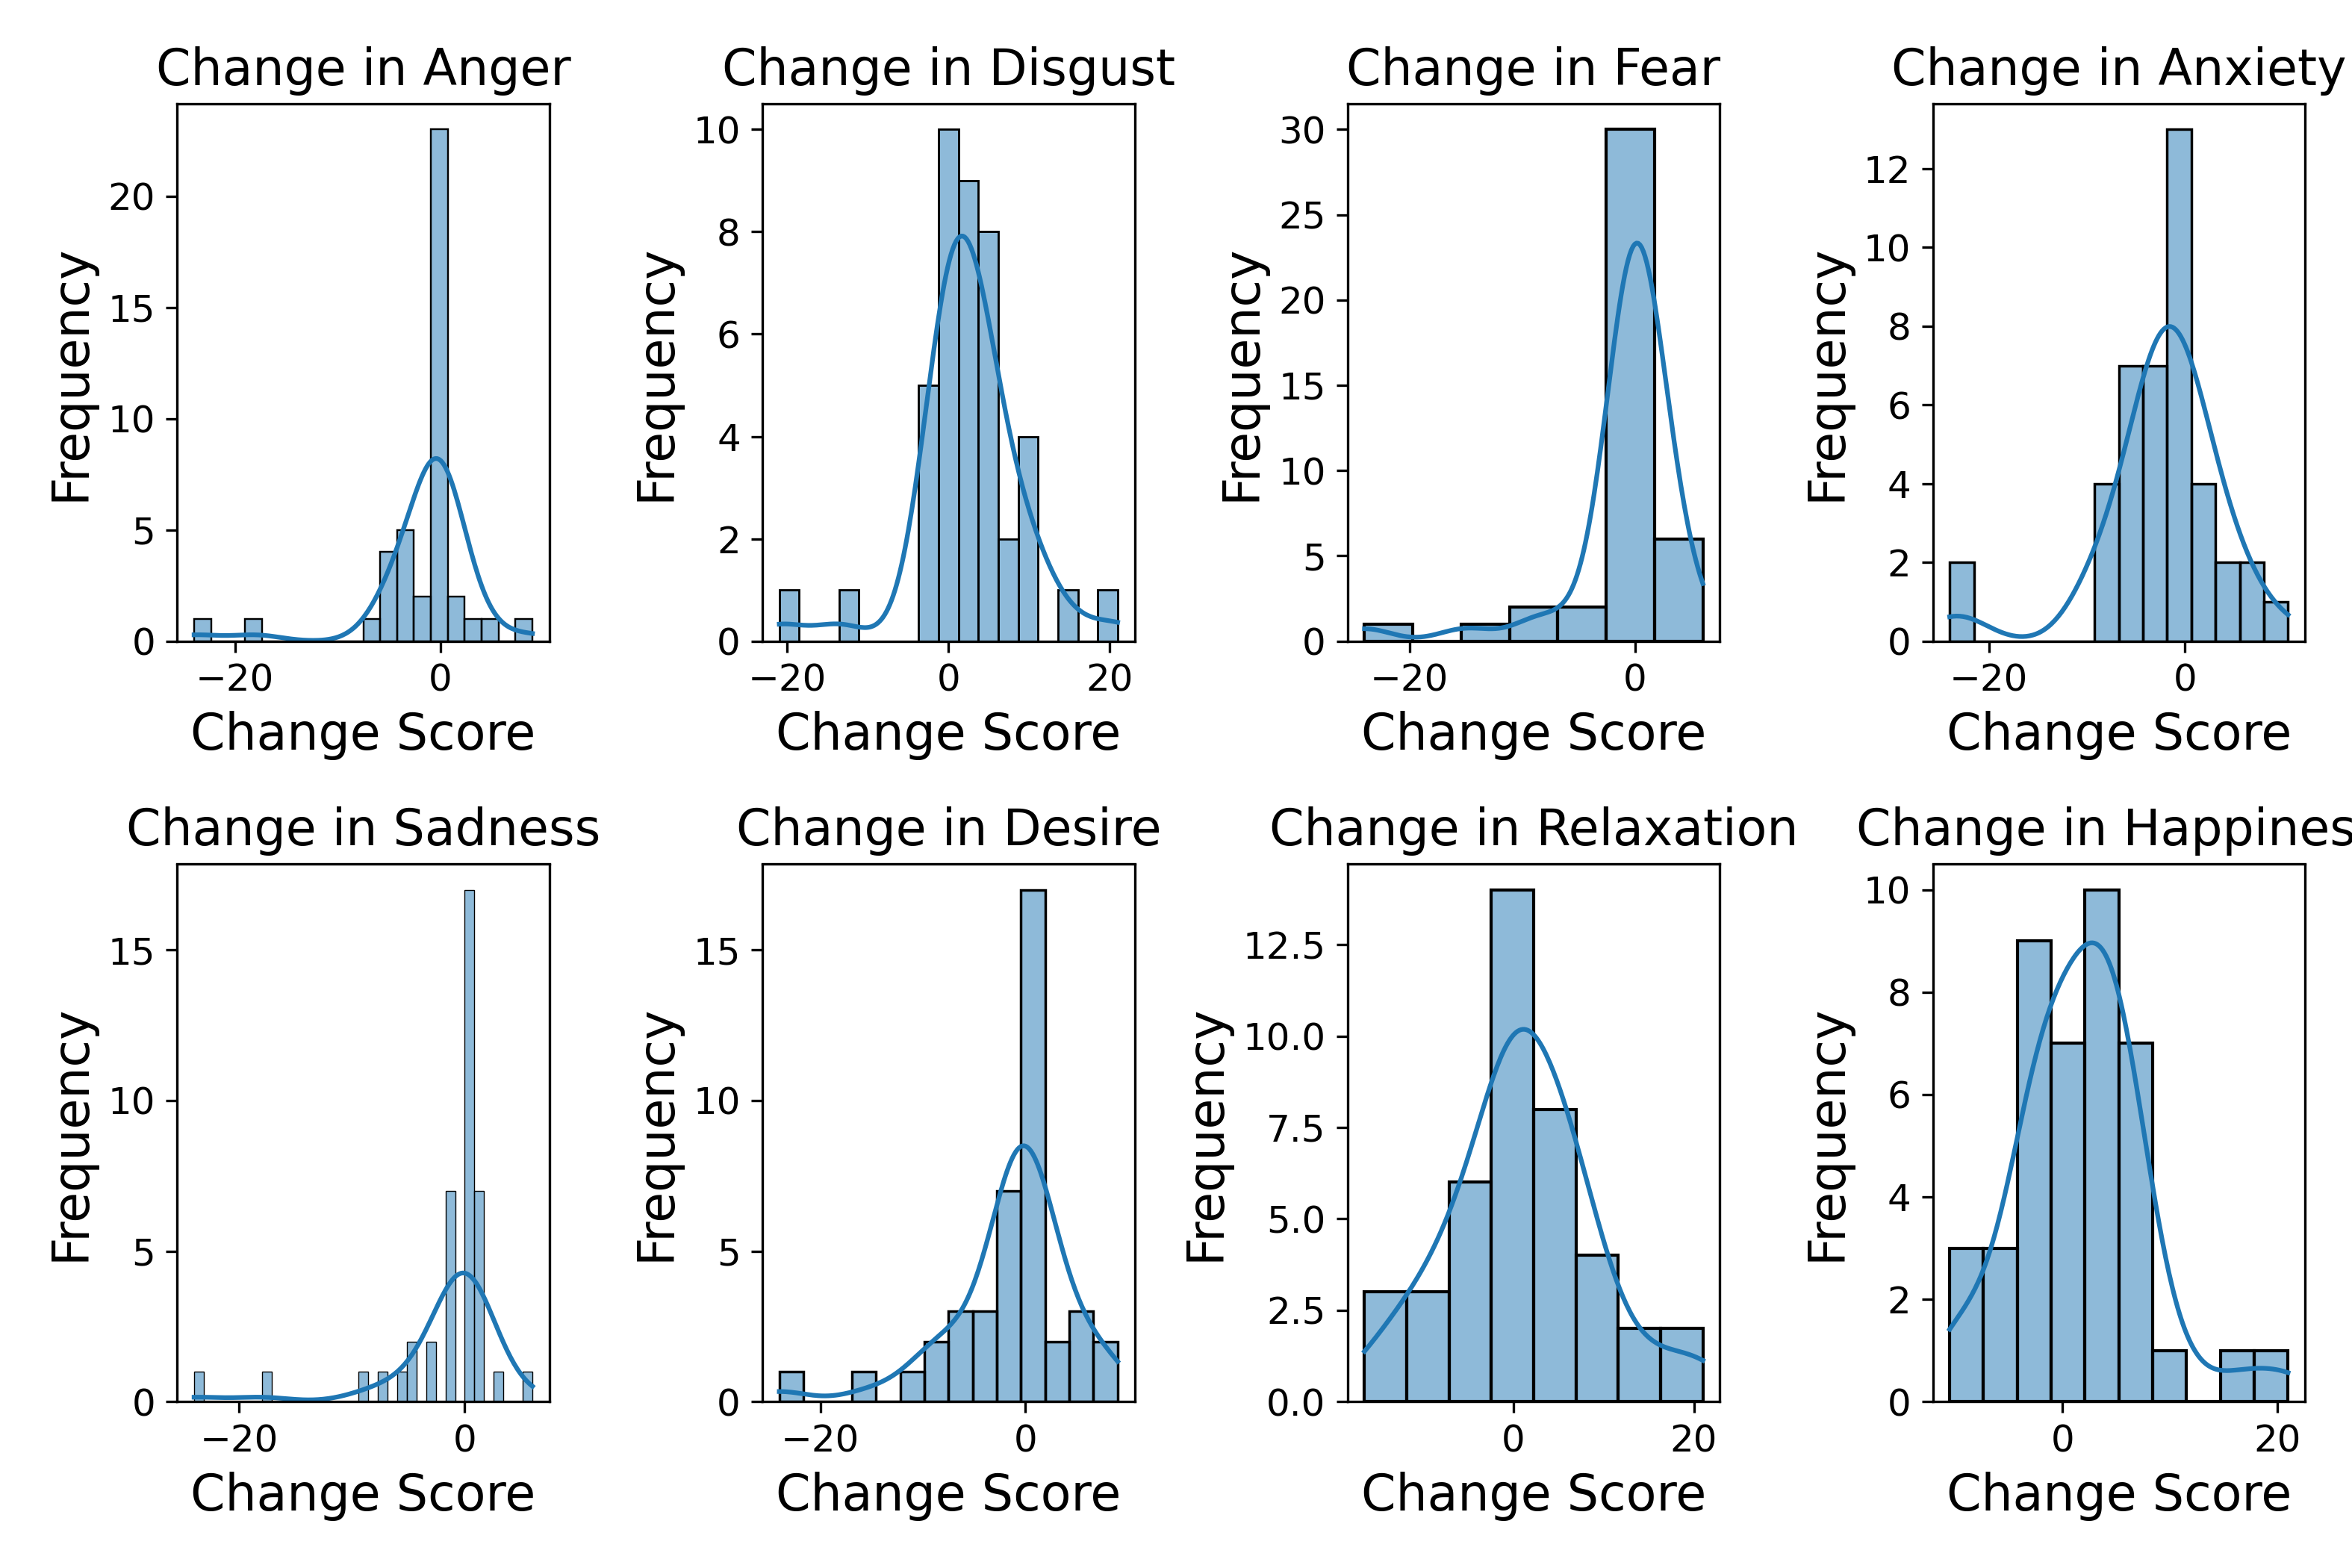 Change in Anger
Change in Disgust
Change in Fear
Change in Anxiety
Frequency
20
15
10
5
0
−20
0
Change Score
Frequency
10
8
6
4
2
0
−20
0
20
Change Score
Frequency
30
25
20
15
10
5
0
−20
0
Change Score
Frequency
12
10
8
6
4
2
0
−20
0
Change Score
Change in Sadness
Change in Desire
Change in Relaxation
Change in Happines
Frequency
15
10
5
0
−20
0
Change Score
Frequency
15
10
5
0
−20
0
Change Score
Frequency
12.5
10.0
7.5
5.0
2.5
0.0
0
20
Change Score
Frequency
10
8
6
4
2
0
0
20
Change Score